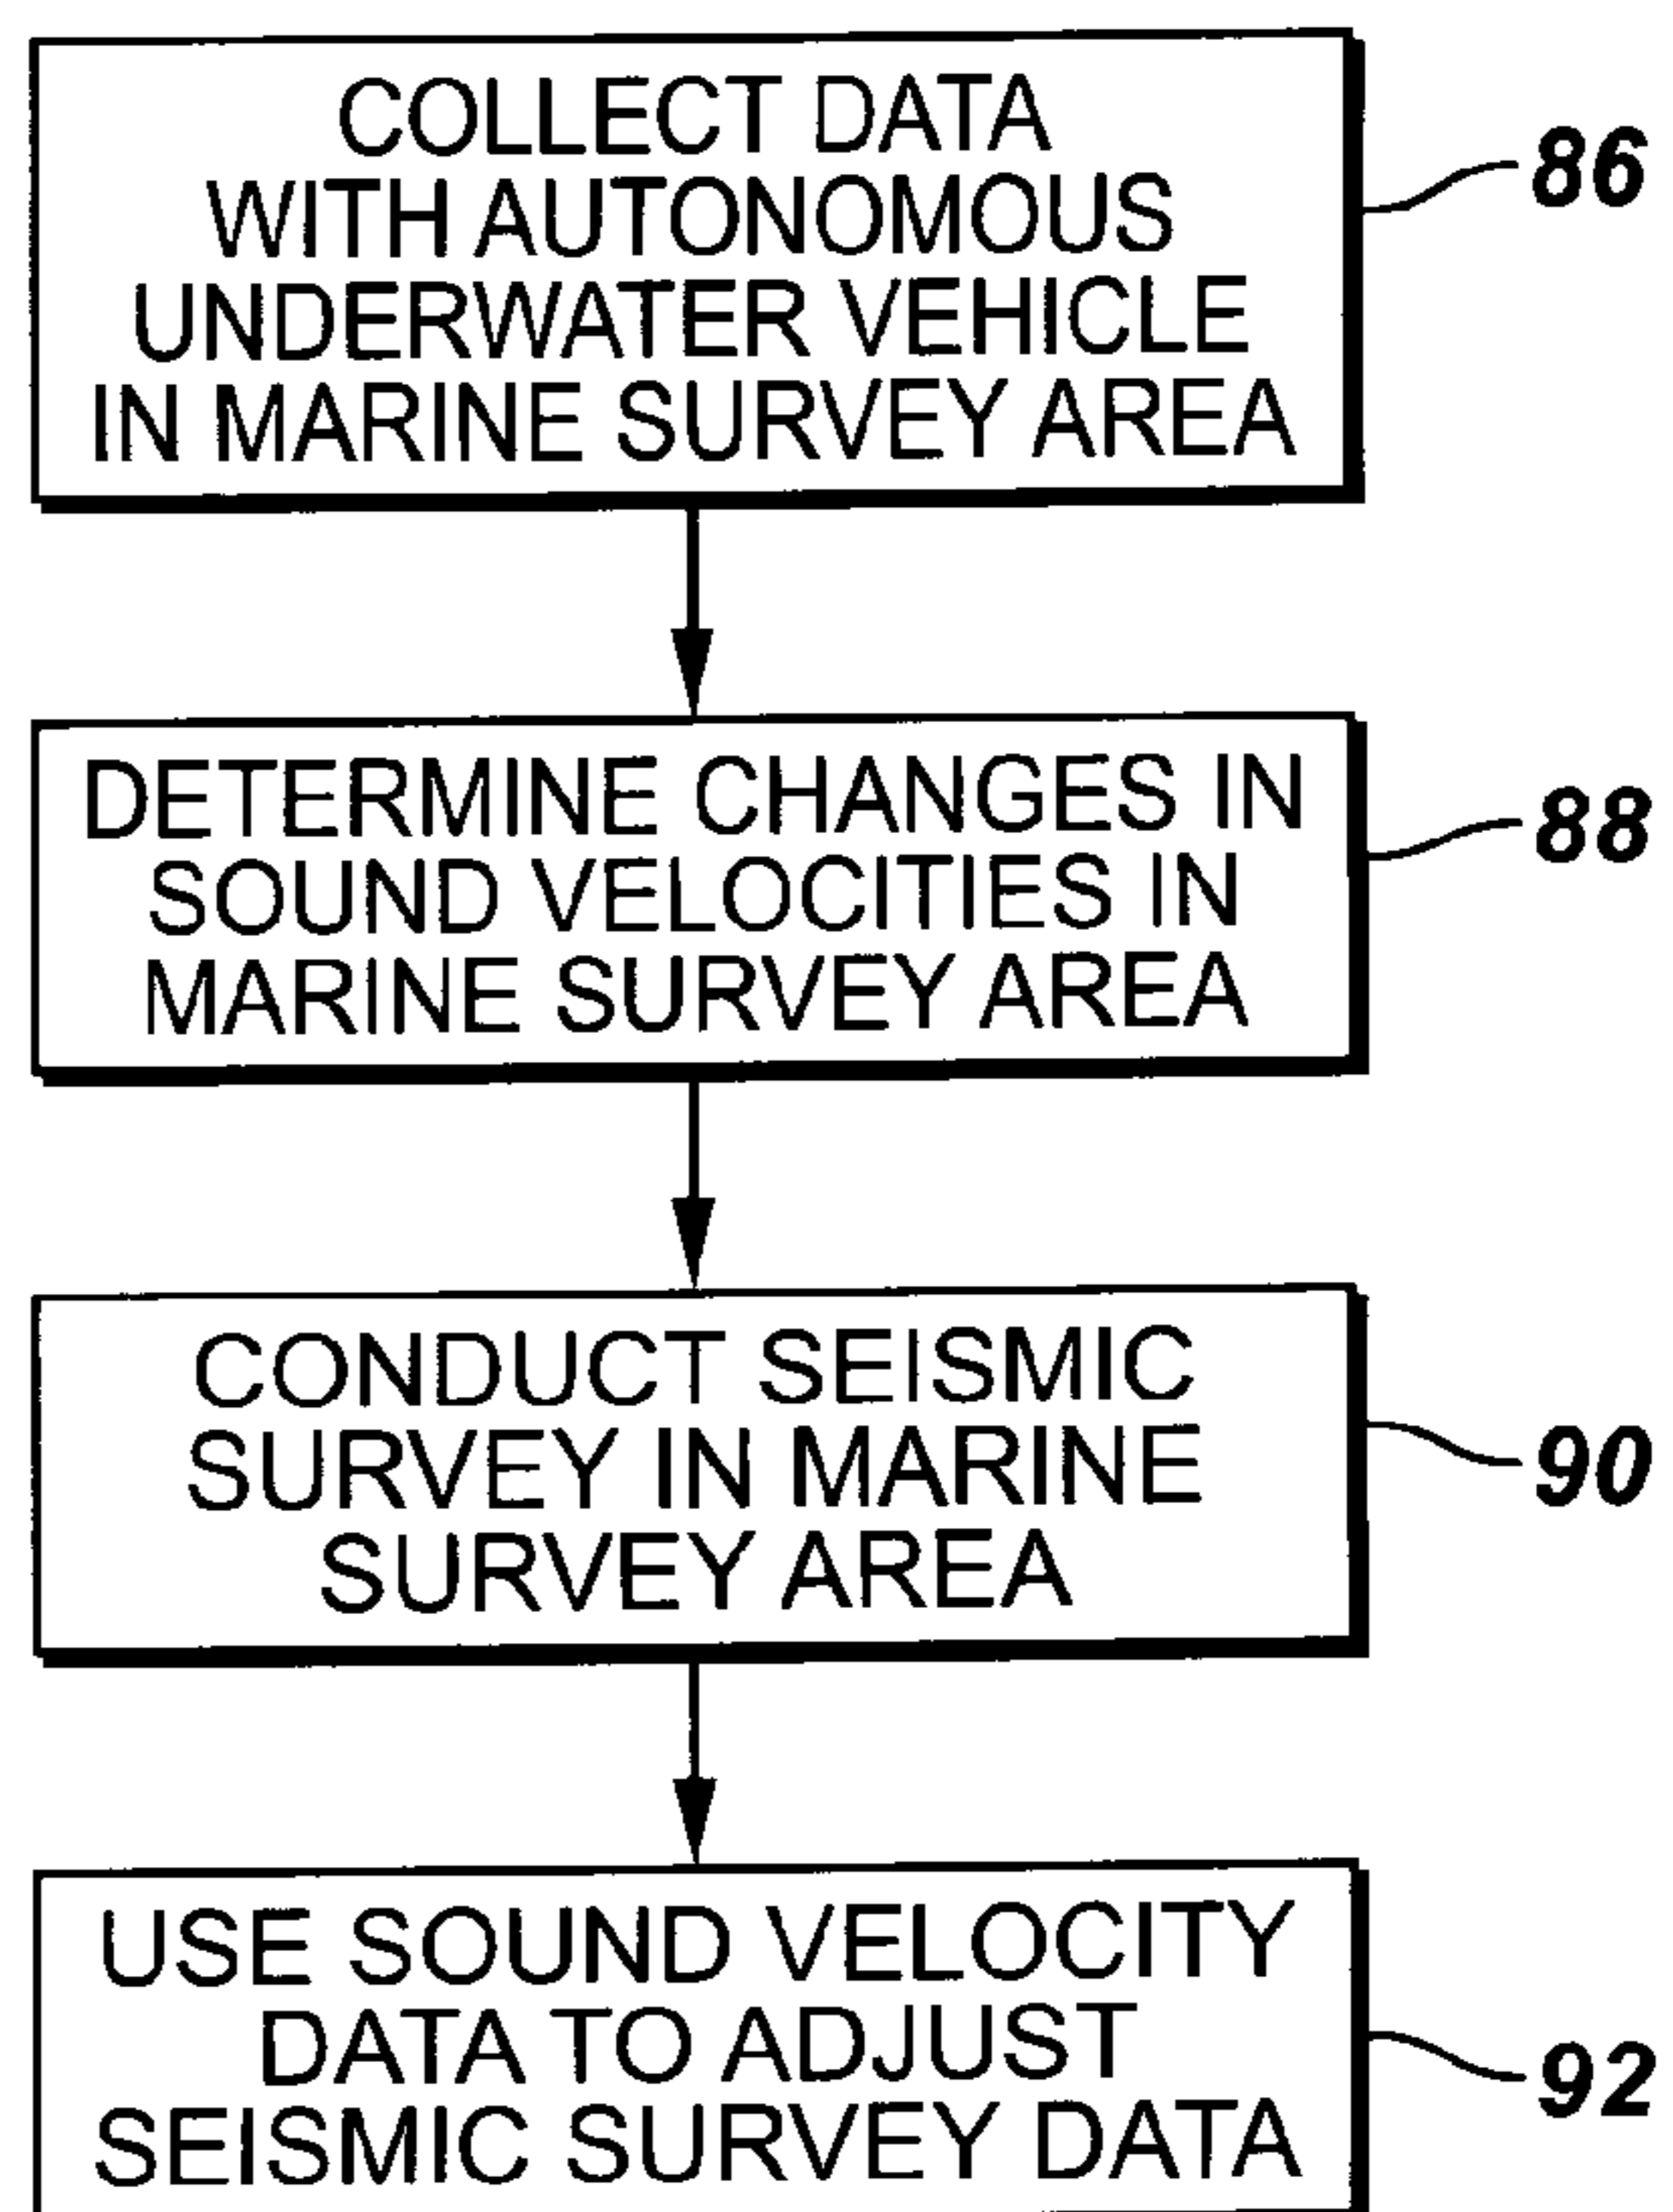 COLLECT DATA
WITH AUTONOMOUS
UNDERWATER VEHICLE
IN MARINE SURVEY AREA
86
DETERMINE CHANGES IN
SOUND VELOCITIES IN
MARINE SURVEY AREA
88
CONDUCT SEISMIC
SURVEY IN MARINE
SURVEY AREA
90
USE SOUND VELOCITY
DATA TO ADJUST
SEISMIC SURVEY DATA
92